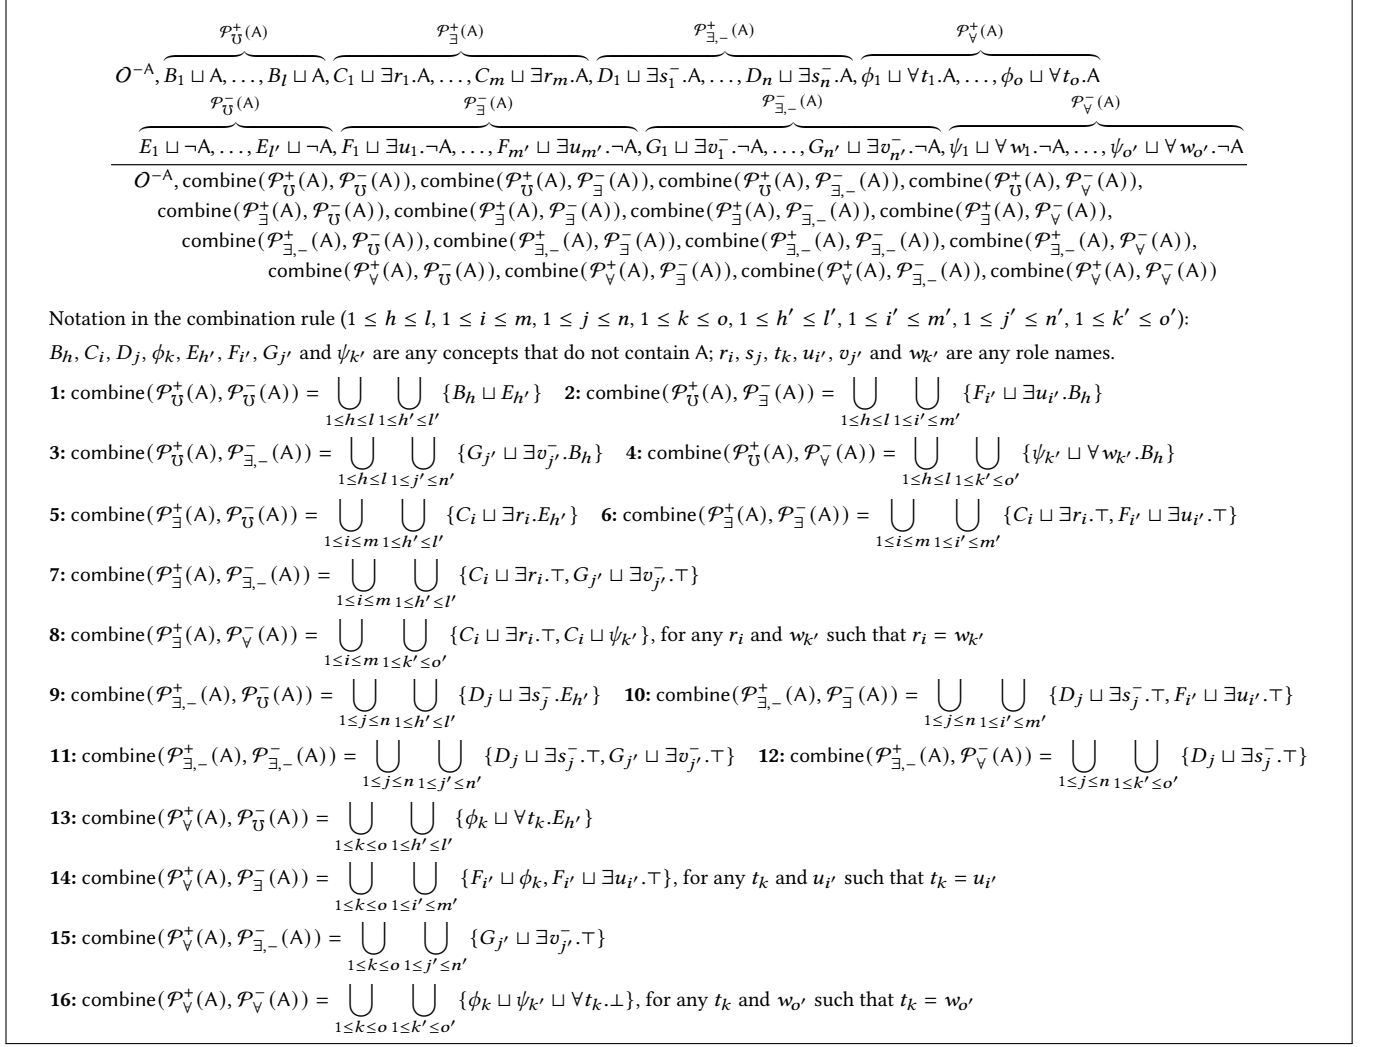 𝒫⁺_℧(A) 𝒫⁺_∃(A) 𝒫⁺_{∃,−}(A) 𝒫⁺_∀(A)
𝒪^{−A}, B₁ ⊔ A, …, B_l ⊔ A, C₁ ⊔ ∃r₁.A, …, C_m ⊔ ∃r_m.A, D₁ ⊔ ∃s₁⁻.A, …, D_n ⊔ ∃s_n⁻.A, ϕ₁ ⊔ ∀t₁.A, …, ϕ_o ⊔ ∀t_o.A
𝒫⁻_℧(A) 𝒫⁻_∃(A) 𝒫⁻_{∃,−}(A) 𝒫⁻_∀(A)
E₁ ⊔ ¬A, …, E_{l′} ⊔ ¬A, F₁ ⊔ ∃u₁.¬A, …, F_{m′} ⊔ ∃u_{m′}.¬A, G₁ ⊔ ∃v₁⁻.¬A, …, G_{n′} ⊔ ∃v_{n′}⁻.¬A, ψ₁ ⊔ ∀w₁.¬A, …, ψ_{o′} ⊔ ∀w_{o′}.¬A
𝒪^{−A}, combine(𝒫⁺_℧(A), 𝒫⁻_℧(A)), combine(𝒫⁺_℧(A), 𝒫⁻_∃(A)), combine(𝒫⁺_℧(A), 𝒫⁻_{∃,−}(A)), combine(𝒫⁺_℧(A), 𝒫⁻_∀(A)),
combine(𝒫⁺_∃(A), 𝒫⁻_℧(A)), combine(𝒫⁺_∃(A), 𝒫⁻_∃(A)), combine(𝒫⁺_∃(A), 𝒫⁻_{∃,−}(A)), combine(𝒫⁺_∃(A), 𝒫⁻_∀(A)),
combine(𝒫⁺_{∃,−}(A), 𝒫⁻_℧(A)), combine(𝒫⁺_{∃,−}(A), 𝒫⁻_∃(A)), combine(𝒫⁺_{∃,−}(A), 𝒫⁻_{∃,−}(A)), combine(𝒫⁺_{∃,−}(A), 𝒫⁻_∀(A)),
combine(𝒫⁺_∀(A), 𝒫⁻_℧(A)), combine(𝒫⁺_∀(A), 𝒫⁻_∃(A)), combine(𝒫⁺_∀(A), 𝒫⁻_{∃,−}(A)), combine(𝒫⁺_∀(A), 𝒫⁻_∀(A))
Notation in the combination rule (1 ≤ h ≤ l, 1 ≤ i ≤ m, 1 ≤ j ≤ n, 1 ≤ k ≤ o, 1 ≤ h′ ≤ l′, 1 ≤ i′ ≤ m′, 1 ≤ j′ ≤ n′, 1 ≤ k′ ≤ o′):
B_h, C_i, D_j, ϕ_k, E_{h′}, F_{i′}, G_{j′} and ψ_{k′} are any concepts that do not contain A; r_i, s_j, t_k, u_{i′}, v_{j′} and w_{k′} are any role names.
1: combine(𝒫⁺_℧(A), 𝒫⁻_℧(A)) = ⋃_{1≤h≤l} ⋃_{1≤h′≤l′} {B_h ⊔ E_{h′}} 2: combine(𝒫⁺_℧(A), 𝒫⁻_∃(A)) = ⋃_{1≤h≤l} ⋃_{1≤i′≤m′} {F_{i′} ⊔ ∃u_{i′}.B_h}
3: combine(𝒫⁺_℧(A), 𝒫⁻_{∃,−}(A)) = ⋃_{1≤h≤l} ⋃_{1≤j′≤n′} {G_{j′} ⊔ ∃v_{j′}⁻.B_h} 4: combine(𝒫⁺_℧(A), 𝒫⁻_∀(A)) = ⋃_{1≤h≤l} ⋃_{1≤k′≤o′} {ψ_{k′} ⊔ ∀w_{k′}.B_h}
5: combine(𝒫⁺_∃(A), 𝒫⁻_℧(A)) = ⋃_{1≤i≤m} ⋃_{1≤h′≤l′} {C_i ⊔ ∃r_i.E_{h′}} 6: combine(𝒫⁺_∃(A), 𝒫⁻_∃(A)) = ⋃_{1≤i≤m} ⋃_{1≤i′≤m′} {C_i ⊔ ∃r_i.⊤, F_{i′} ⊔ ∃u_{i′}.⊤}
7: combine(𝒫⁺_∃(A), 𝒫⁻_{∃,−}(A)) = ⋃_{1≤i≤m} ⋃_{1≤h′≤l′} {C_i ⊔ ∃r_i.⊤, G_{j′} ⊔ ∃v_{j′}⁻.⊤}
8: combine(𝒫⁺_∃(A), 𝒫⁻_∀(A)) = ⋃_{1≤i≤m} ⋃_{1≤k′≤o′} {C_i ⊔ ∃r_i.⊤, C_i ⊔ ψ_{k′}}, for any r_i and w_{k′} such that r_i = w_{k′}
9: combine(𝒫⁺_{∃,−}(A), 𝒫⁻_℧(A)) = ⋃_{1≤j≤n} ⋃_{1≤h′≤l′} {D_j ⊔ ∃s_j⁻.E_{h′}} 10: combine(𝒫⁺_{∃,−}(A), 𝒫⁻_∃(A)) = ⋃_{1≤j≤n} ⋃_{1≤i′≤m′} {D_j ⊔ ∃s_j⁻.⊤, F_{i′} ⊔ ∃u_{i′}.⊤}
11: combine(𝒫⁺_{∃,−}(A), 𝒫⁻_{∃,−}(A)) = ⋃_{1≤j≤n} ⋃_{1≤j′≤n′} {D_j ⊔ ∃s_j⁻.⊤, G_{j′} ⊔ ∃v_{j′}⁻.⊤} 12: combine(𝒫⁺_{∃,−}(A), 𝒫⁻_∀(A)) = ⋃_{1≤j≤n} ⋃_{1≤k′≤o′} {D_j ⊔ ∃s_j⁻.⊤}
13: combine(𝒫⁺_∀(A), 𝒫⁻_℧(A)) = ⋃_{1≤k≤o} ⋃_{1≤h′≤l′} {ϕ_k ⊔ ∀t_k.E_{h′}}
14: combine(𝒫⁺_∀(A), 𝒫⁻_∃(A)) = ⋃_{1≤k≤o} ⋃_{1≤i′≤m′} {F_{i′} ⊔ ϕ_k, F_{i′} ⊔ ∃u_{i′}.⊤}, for any t_k and u_{i′} such that t_k = u_{i′}
15: combine(𝒫⁺_∀(A), 𝒫⁻_{∃,−}(A)) = ⋃_{1≤k≤o} ⋃_{1≤j′≤n′} {G_{j′} ⊔ ∃v_{j′}⁻.⊤}
16: combine(𝒫⁺_∀(A), 𝒫⁻_∀(A)) = ⋃_{1≤k≤o} ⋃_{1≤k′≤o′} {ϕ_k ⊔ ψ_{k′} ⊔ ∀t_k.⊥}, for any t_k and w_{o′} such that t_k = w_{o′}